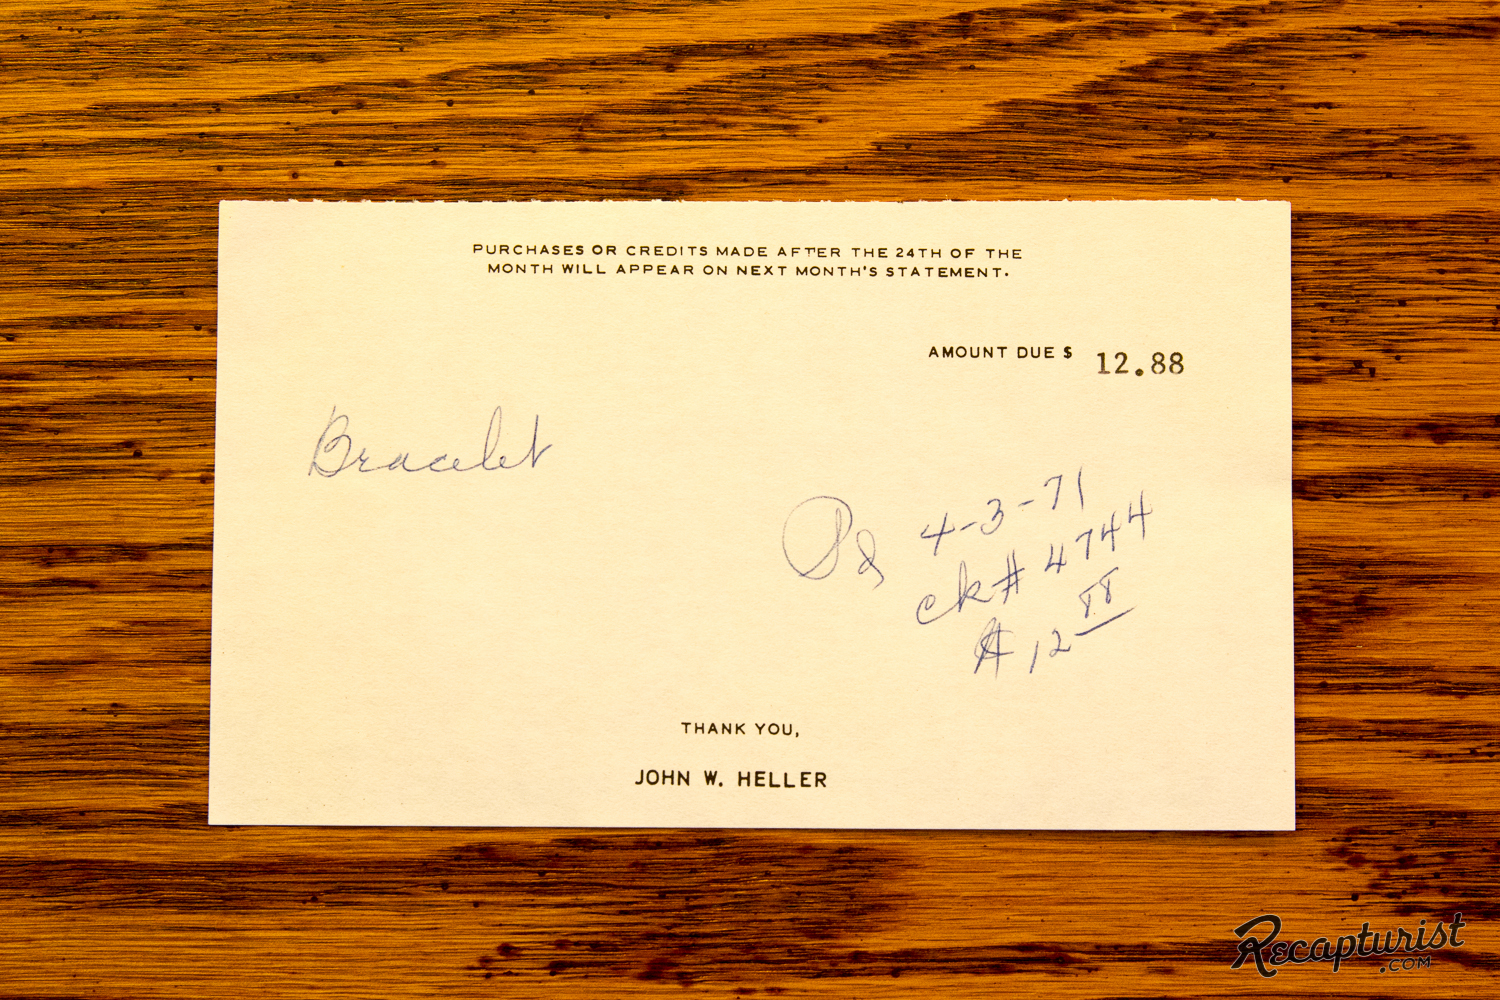 PURCHASES OR CREDITS MADE AFTER THE 24TH OF THE
MONTH WILL APPEAR ON NEXT MONTH'S STATEMENT.
AMOUNT DUE $ 12.88
Bracelet
Pd 4-3-71
ck# 4744
$12 88
THANK YOU,
JOHN W. HELLER
Recapturist
.COM